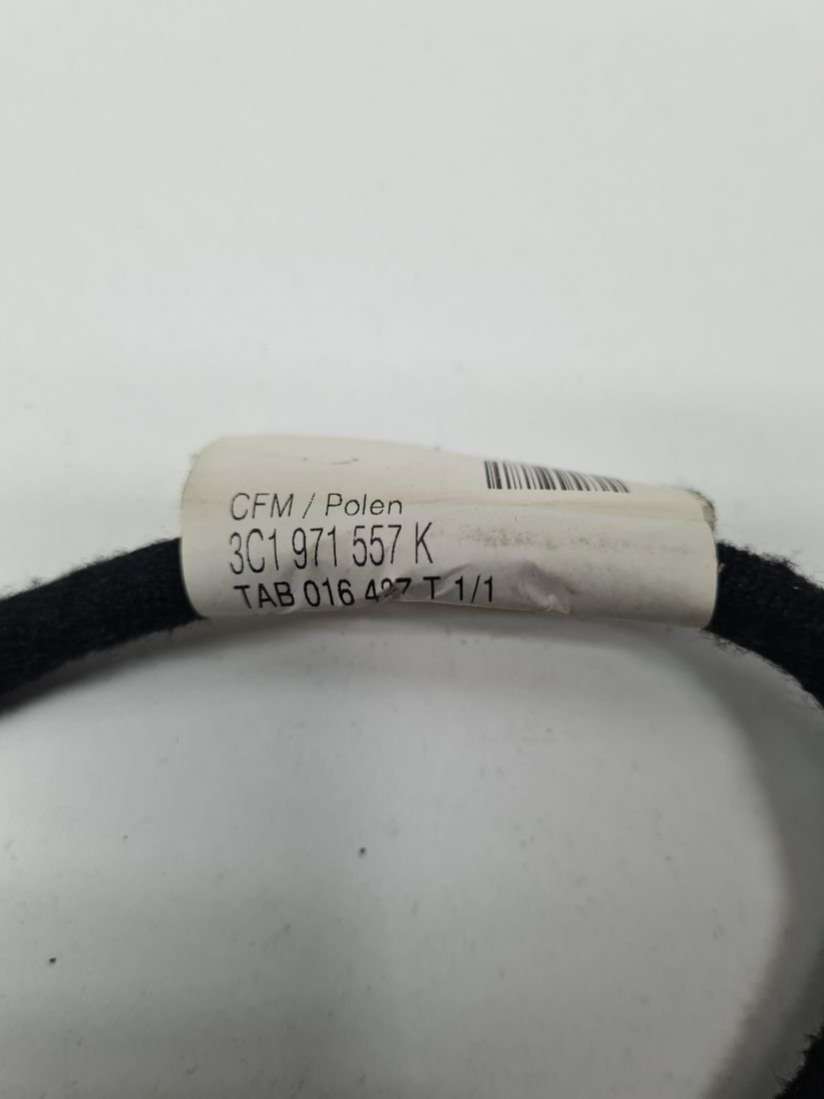 CFM / Polen
3C1 971 557 K
TAB 016 T 1/1